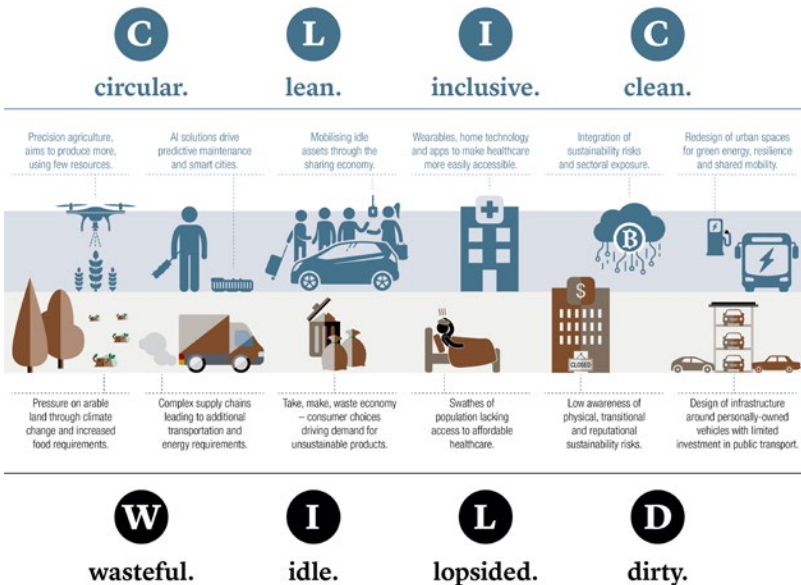 C
L
I
C
circular.
lean.
inclusive.
clean.
Precision agriculture,
aims to produce more,
using few resources.
AI solutions drive
predictive maintenance
and smart cities.
Mobilising idle
assets through the
sharing economy.
Wearables, home technology
and apps to make healthcare
more easily accessible.
Integration of
sustainability risks
and sectoral exposure.
Redesign of urban spaces
for green energy, resilience
and shared mobility.
B
$
CLOSED
Pressure on arable
land through climate
change and increased
food requirements.
Complex supply chains
leading to additional
transportation and
energy requirements.
Take, make, waste economy
– consumer choices
driving demand for
unsustainable products.
Swathes of
population lacking
access to affordable
healthcare.
Low awareness of
physical, transitional
and reputational
sustainability risks.
Design of infrastructure
around personally-owned
vehicles with limited
investment in public transport.
W
I
L
D
wasteful.
idle.
lopsided.
dirty.